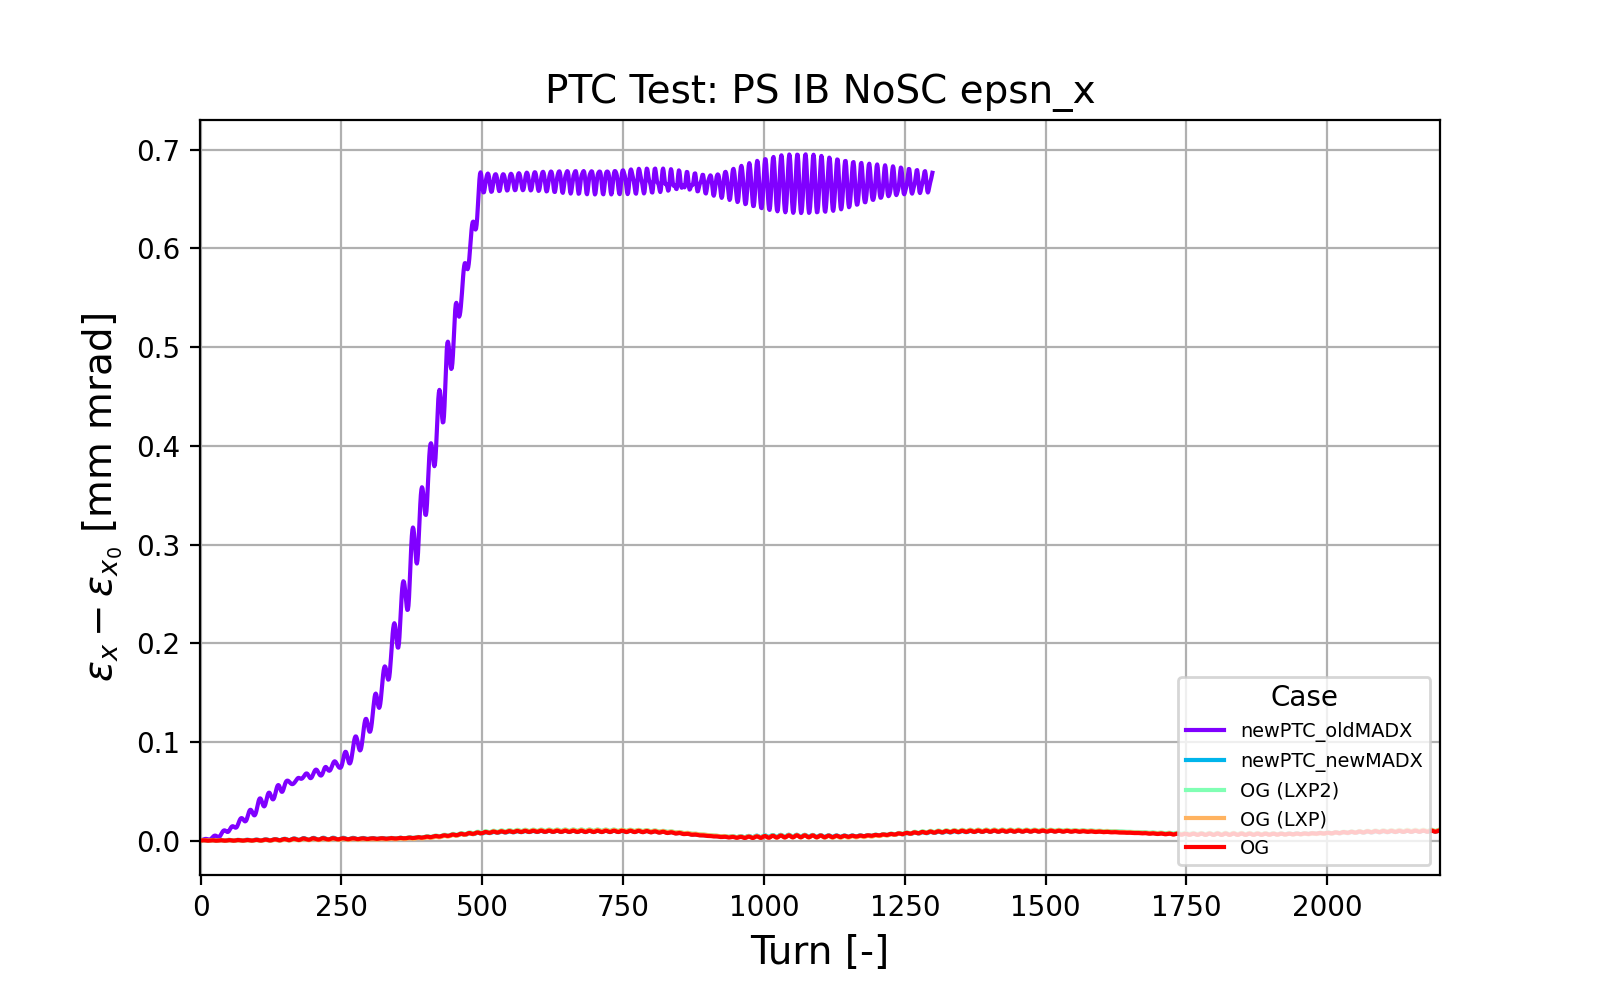 PTC Test: PS IB NoSC epsn_x
0.7
0.6
0.5
0.4
0.3
0.2
0.1
0.0
εx − εx0 [mm mrad]
0 250 500 750 1000 1250 1500 1750 2000
Turn [-]
Case
newPTC_oldMADX
newPTC_newMADX
OG (LXP2)
OG (LXP)
OG